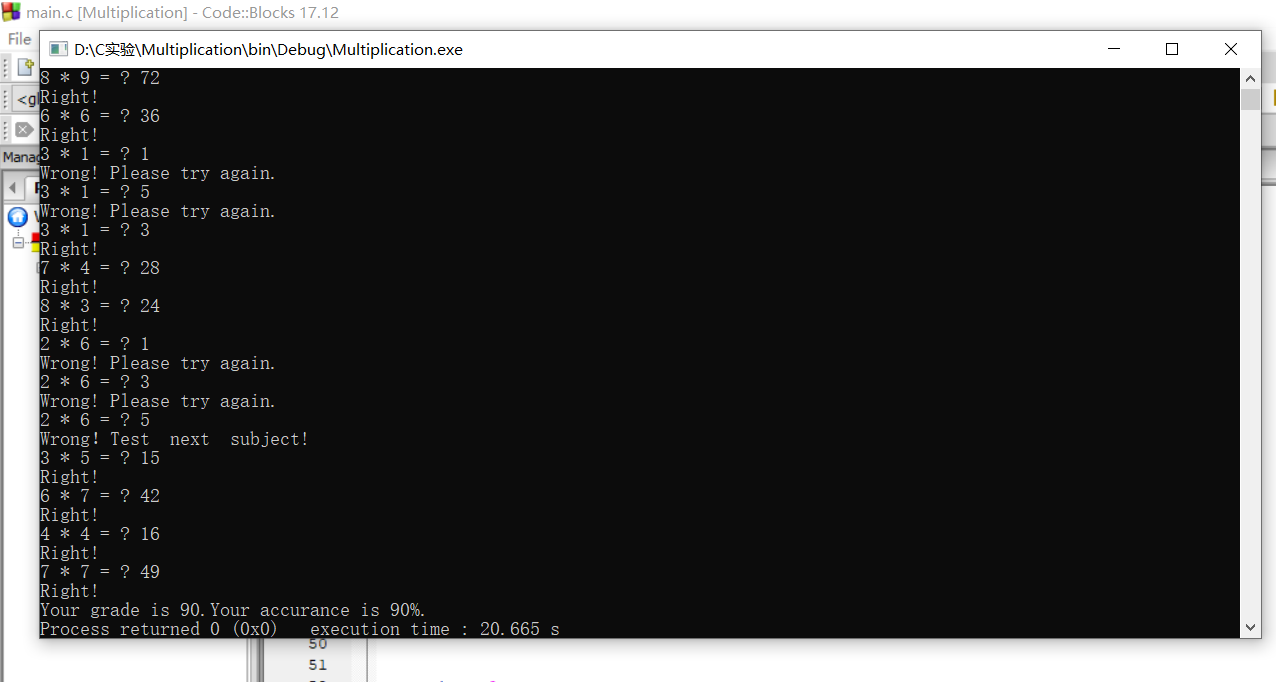 main.c [Multiplication] - Code::Blocks 17.12
File
D:\C实验\Multiplication\bin\Debug\Multiplication.exe
8 * 9 = ? 72
Right!
6 * 6 = ? 36
Right!
3 * 1 = ? 1
Wrong! Please try again.
3 * 1 = ? 5
Wrong! Please try again.
3 * 1 = ? 3
Right!
7 * 4 = ? 28
Right!
8 * 3 = ? 24
Right!
2 * 6 = ? 1
Wrong! Please try again.
2 * 6 = ? 3
Wrong! Please try again.
2 * 6 = ? 5
Wrong! Test  next  subject!
3 * 5 = ? 15
Right!
6 * 7 = ? 42
Right!
4 * 4 = ? 16
Right!
7 * 7 = ? 49
Right!
Your grade is 90.Your accurance is 90%.
Process returned 0 (0x0)   execution time : 20.665 s
50
51